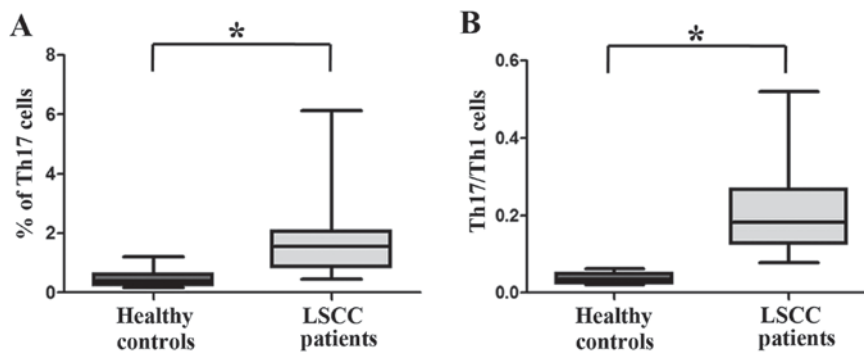 A
*
% of Th17 cells
8
6
4
2
0
Healthy
controls
LSCC
patients
B
*
Th17/Th1 cells
0.6
0.4
0.2
0.0
Healthy
controls
LSCC
patients